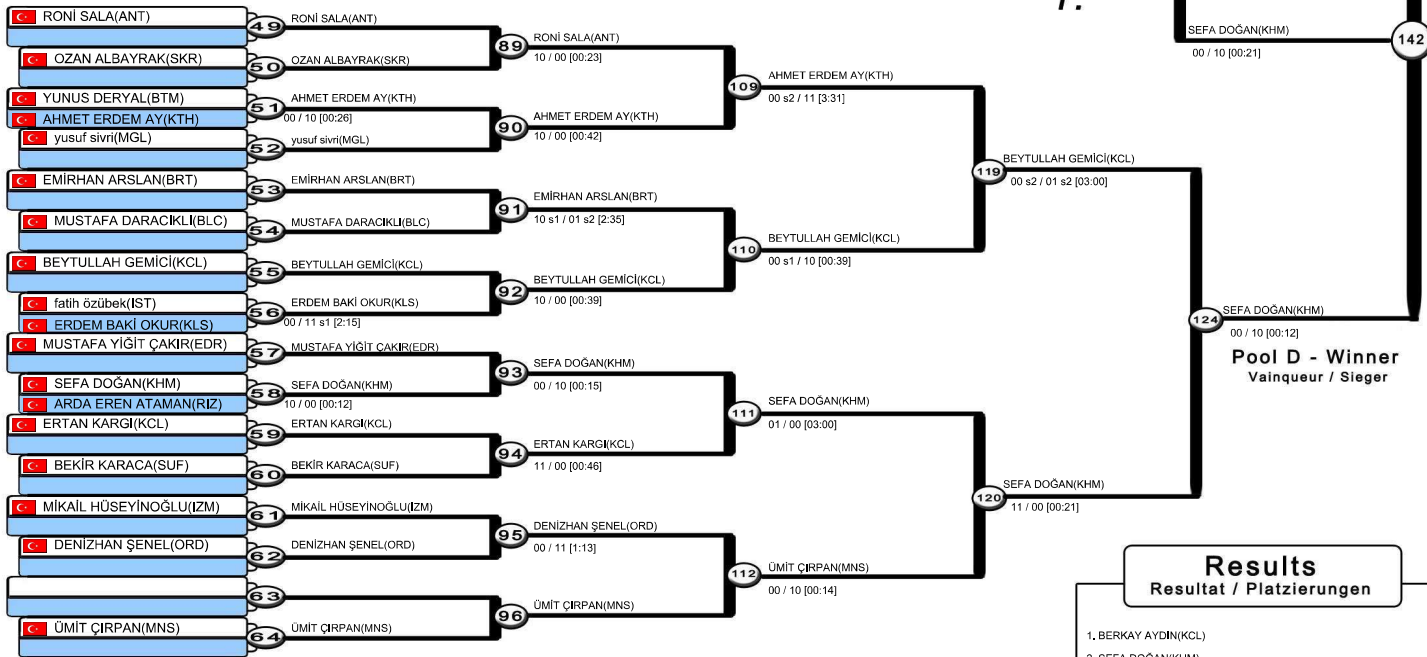 RONİ SALA(ANT)
OZAN ALBAYRAK(SKR)
YUNUS DERYAL(BTM)
AHMET ERDEM AY(KTH)
yusuf sivri(MGL)
EMİRHAN ARSLAN(BRT)
MUSTAFA DARACIKLI(BLC)
BEYTULLAH GEMİCİ(KCL)
fatih özübek(IST)
ERDEM BAKİ OKUR(KLS)
MUSTAFA YİĞİT ÇAKIR(EDR)
SEFA DOĞAN(KHM)
ARDA EREN ATAMAN(RIZ)
ERTAN KARGI(KCL)
BEKİR KARACA(SUF)
MİKAİL HÜSEYİNOĞLU(IZM)
DENİZHAN ŞENEL(ORD)
ÜMİT ÇIRPAN(MNS)
49
RONİ SALA(ANT)
50
OZAN ALBAYRAK(SKR)
51
AHMET ERDEM AY(KTH)
00 / 10 [00:26]
52
yusuf sivri(MGL)
53
EMİRHAN ARSLAN(BRT)
54
MUSTAFA DARACIKLI(BLC)
55
BEYTULLAH GEMİCİ(KCL)
56
ERDEM BAKİ OKUR(KLS)
00 / 11 s1 [2:15]
57
MUSTAFA YİĞİT ÇAKIR(EDR)
58
SEFA DOĞAN(KHM)
10 / 00 [00:12]
59
ERTAN KARGI(KCL)
60
BEKİR KARACA(SUF)
61
MİKAİL HÜSEYİNOĞLU(IZM)
62
DENİZHAN ŞENEL(ORD)
63
64
ÜMİT ÇIRPAN(MNS)
89
RONİ SALA(ANT)
10 / 00 [00:23]
90
AHMET ERDEM AY(KTH)
10 / 00 [00:42]
91
EMİRHAN ARSLAN(BRT)
10 s1 / 01 s2 [2:35]
92
BEYTULLAH GEMİCİ(KCL)
10 / 00 [00:39]
93
SEFA DOĞAN(KHM)
00 / 10 [00:15]
94
ERTAN KARGI(KCL)
11 / 00 [00:46]
95
DENİZHAN ŞENEL(ORD)
00 / 11 [1:13]
96
ÜMİT ÇIRPAN(MNS)
109
AHMET ERDEM AY(KTH)
00 s2 / 11 [3:31]
110
BEYTULLAH GEMİCİ(KCL)
00 s1 / 10 [00:39]
111
SEFA DOĞAN(KHM)
01 / 00 [03:00]
112
ÜMİT ÇIRPAN(MNS)
00 / 10 [00:14]
119
BEYTULLAH GEMİCİ(KCL)
00 s2 / 01 s2 [03:00]
120
SEFA DOĞAN(KHM)
11 / 00 [00:21]
124
SEFA DOĞAN(KHM)
00 / 10 [00:12]
Pool D - Winner
Vainqueur / Sieger
SEFA DOĞAN(KHM)
00 / 10 [00:21]
142
Results
Resultat / Platzierungen
1. BERKAY AYDIN(KCL)
2. SEFA DOĞAN(KHM)